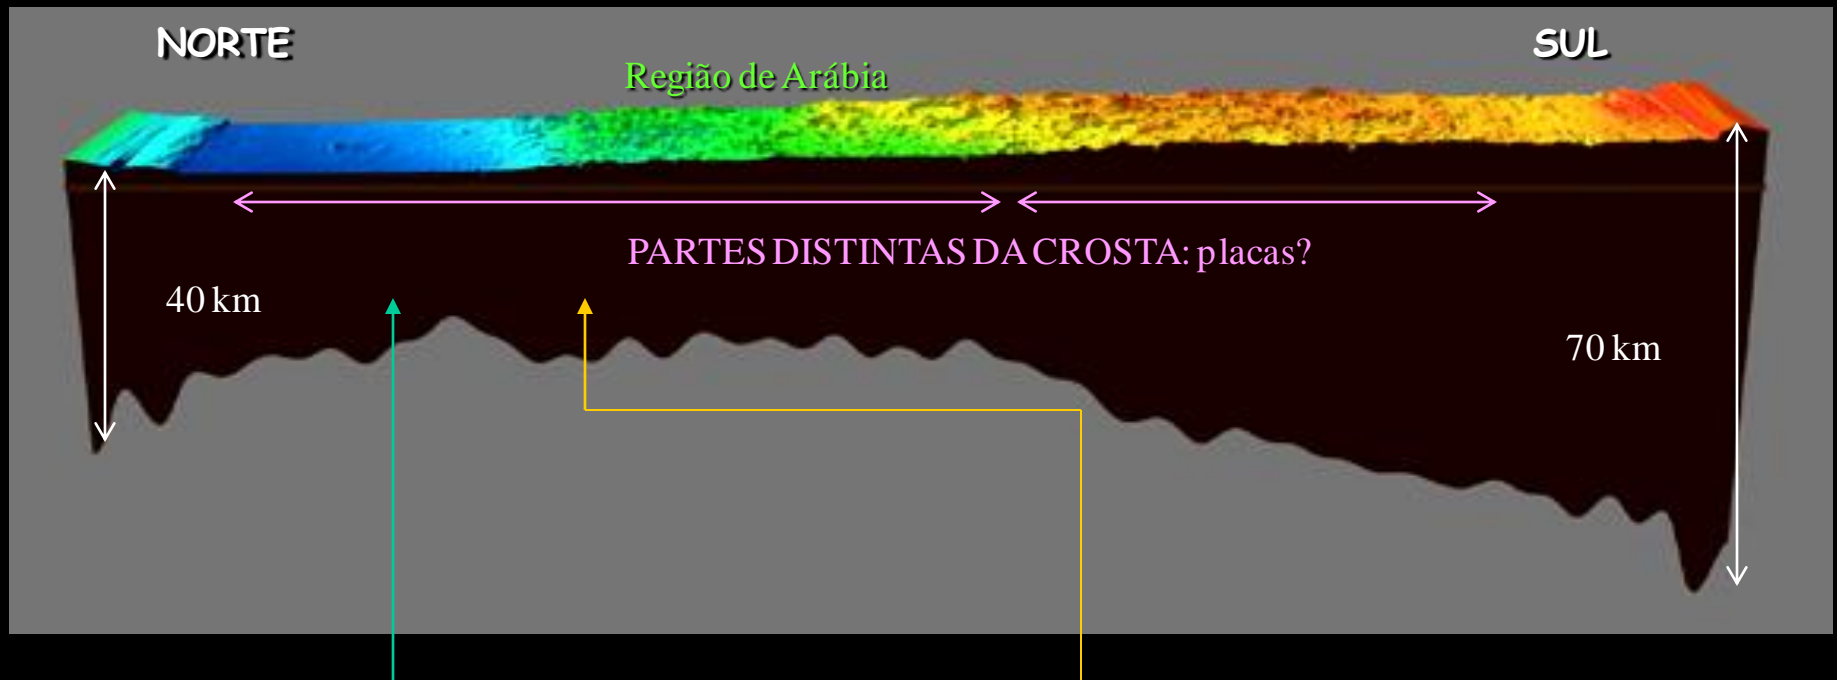 NORTE
SUL
Região de Arábia
PARTES DISTINTAS DA CROSTA: placas?
40 km
70 km